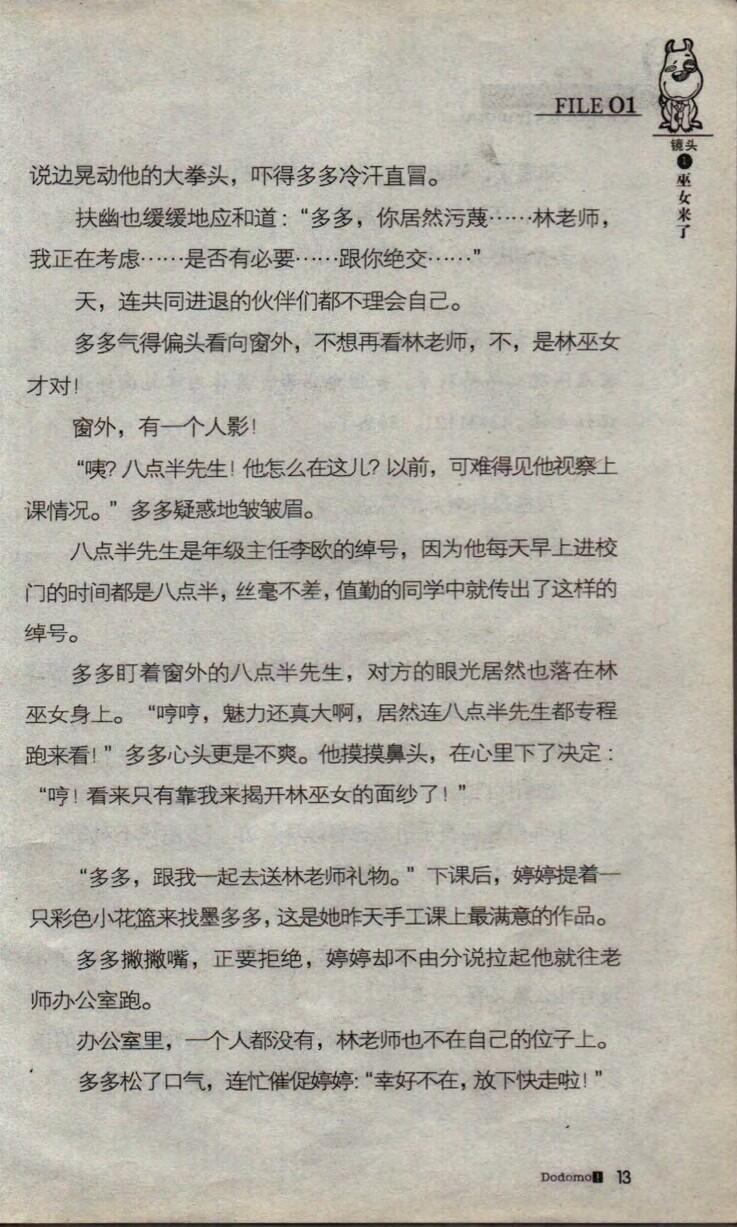 FILE 01
镜头
1
巫女来了
说边晃动他的大拳头，吓得多多冷汗直冒。
扶幽也缓缓地应和道：“多多，你居然污蔑……林老师，
我正在考虑……是否有必要……跟你绝交……”
天，连共同进退的伙伴们都不理会自己。
多多气得偏头看向窗外，不想再看林老师，不，是林巫女
才对！
窗外，有一个人影！
“咦？八点半先生！他怎么在这儿？以前，可难得见他视察上
课情况。”多多疑惑地皱皱眉。
八点半先生是年级主任李欧的绰号，因为他每天早上进校
门的时间都是八点半，丝毫不差，值勤的同学中就传出了这样的
绰号。
多多盯着窗外的八点半先生，对方的眼光居然也落在林
巫女身上。“哼哼，魅力还真大啊，居然连八点半先生都专程
跑来看！”多多心头更是不爽。他摸摸鼻头，在心里下了决定：
“哼！看来只有靠我来揭开林巫女的面纱了！”
“多多，跟我一起去送林老师礼物。”下课后，婷婷提着一
只彩色小花篮来找墨多多，这是她昨天手工课上最满意的作品。
多多撇撇嘴，正要拒绝，婷婷却不由分说拉起他就往老
师办公室跑。
办公室里，一个人都没有，林老师也不在自己的位子上。
多多松了口气，连忙催促婷婷：“幸好不在，放下快走啦！”
Dodomo! 13